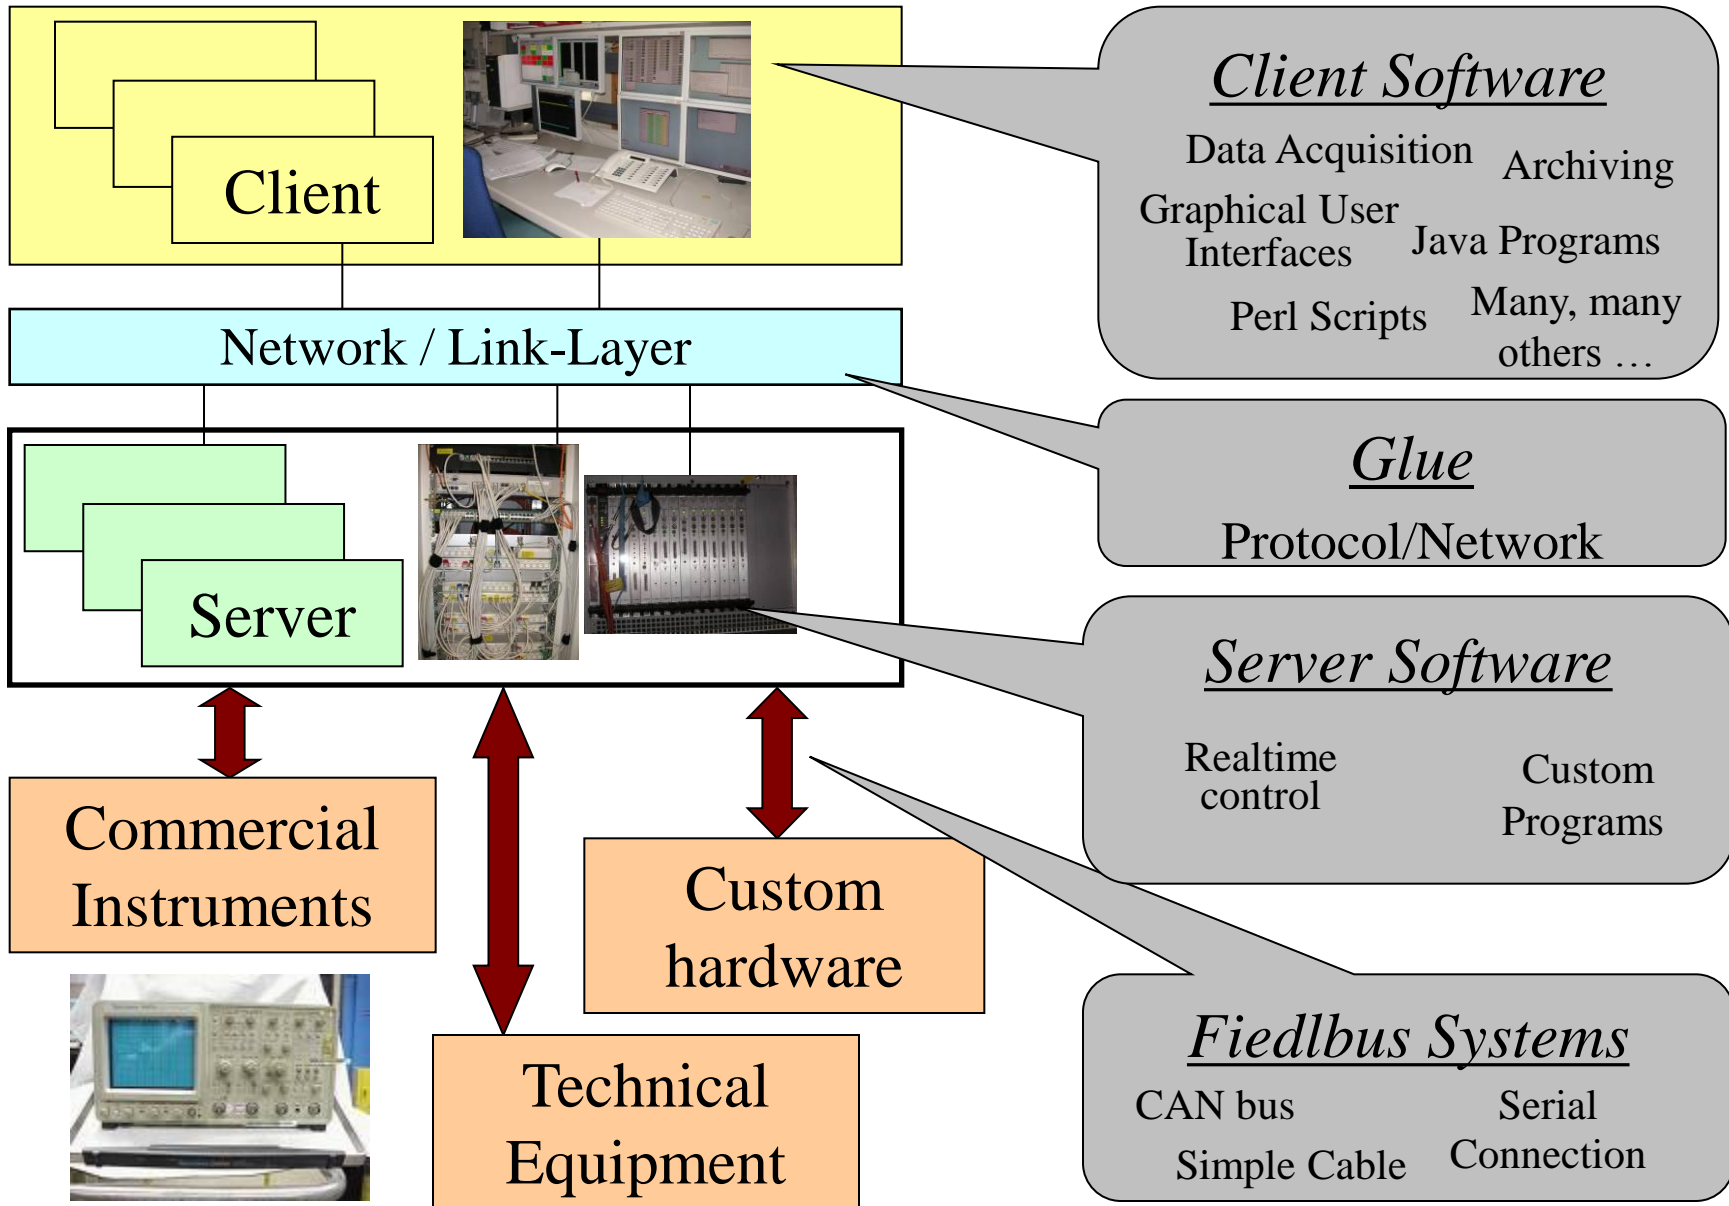 Client
Network / Link-Layer
Server
Commercial
Instruments
Custom
hardware
Technical
Equipment
Client Software
Data Acquisition
Archiving
Graphical User
Interfaces
Java Programs
Perl Scripts
Many, many
others …
Glue
Protocol/Network
Server Software
Realtime
control
Custom
Programs
Fiedlbus Systems
CAN bus
Serial
Connection
Simple Cable